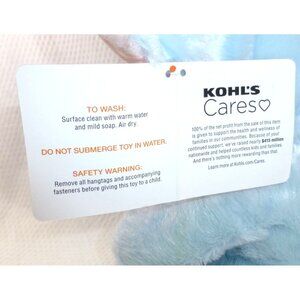 TO WASH:
Surface clean with warm water
and mild soap. Air dry.
DO NOT SUBMERGE TOY IN WATER.
SAFETY WARNING:
Remove all hangtags and accompanying
fasteners before giving this toy to a child.
KOHL'S
Cares
100% of the net profit from the sale of this item
is given to support the health and wellness of
families in our communities. Because of your
continued support, we've raised nearly $415 million
nationwide and helped countless kids and families.
And there's nothing more rewarding than that.
Learn more at Kohls.com/Cares.